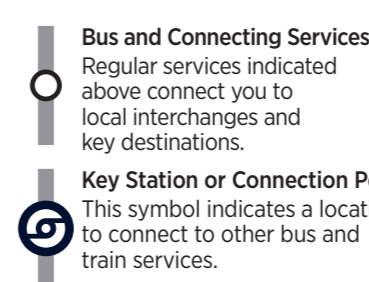 Bus and Connecting Services
Regular services indicated
above connect you to
local interchanges and
key destinations.
Key Station or Connection
This symbol indicates a
to connect to other bus and
train services.